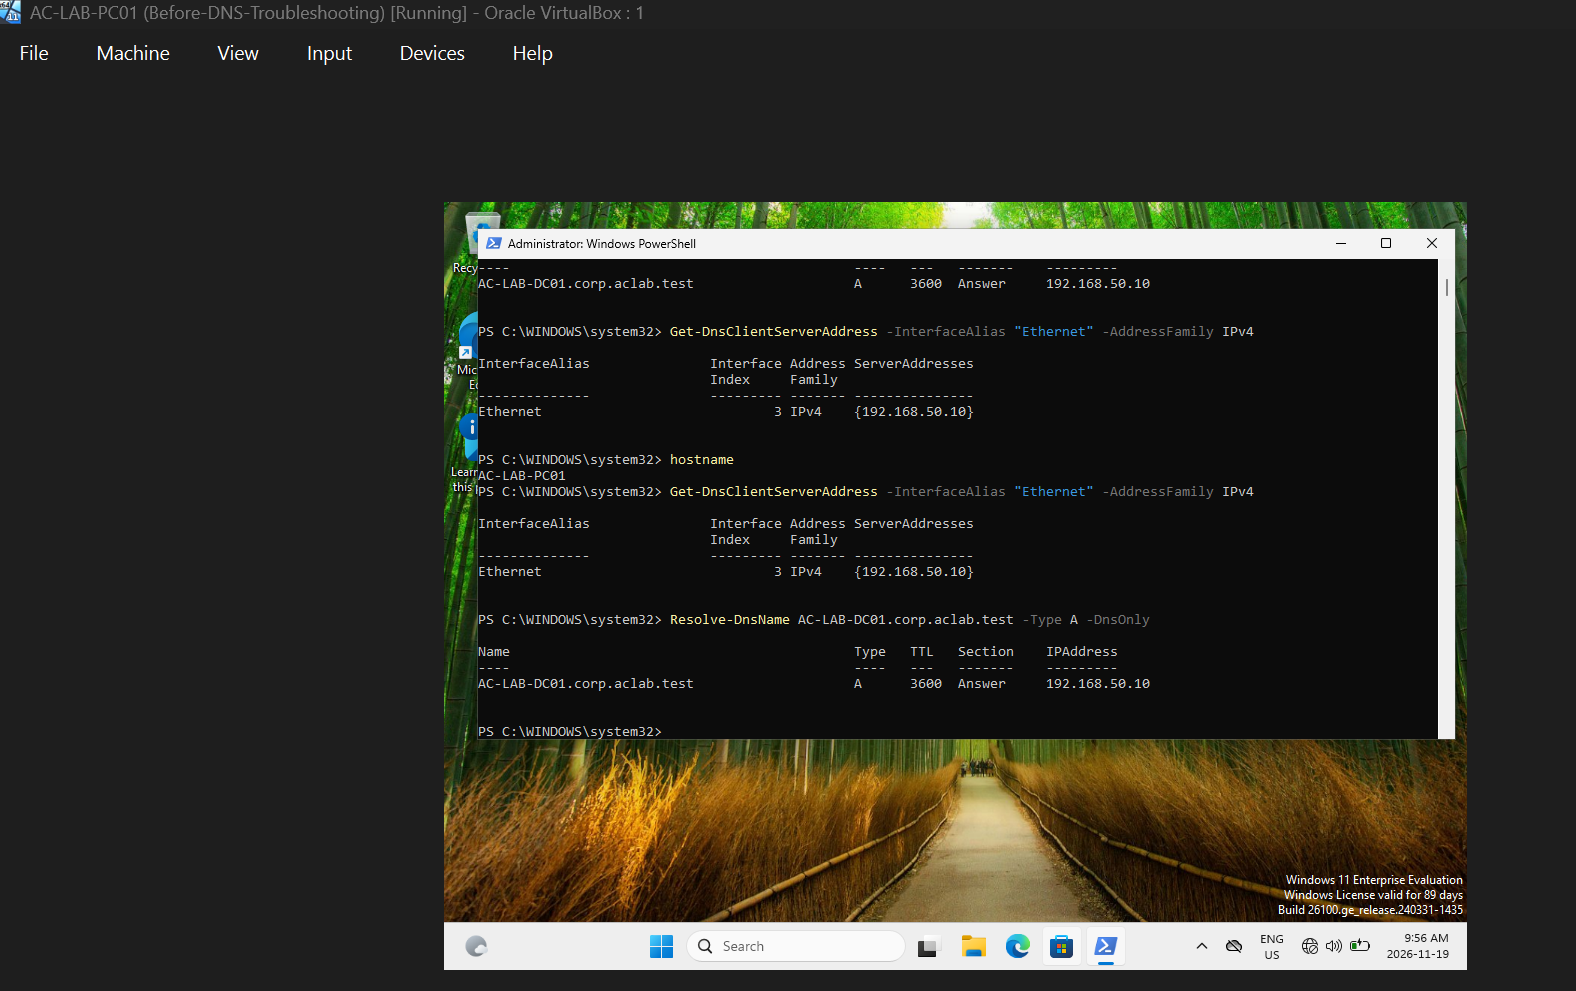 AC-LAB-PC01 (Before-DNS-Troubleshooting) [Running] - Oracle VirtualBox : 1
File Machine View Input Devices Help
Recy
Administrator: Windows PowerShell
---- ---- --- ------- ---------
AC-LAB-DC01.corp.aclab.test A 3600 Answer 192.168.50.10
PS C:\WINDOWS\system32> Get-DnsClientServerAddress -InterfaceAlias "Ethernet" -AddressFamily IPv4
InterfaceAlias Interface Address ServerAddresses
Index Family
-------------- --------- ------- ---------------
Ethernet 3 IPv4 {192.168.50.10}
PS C:\WINDOWS\system32> hostname
AC-LAB-PC01
PS C:\WINDOWS\system32> Get-DnsClientServerAddress -InterfaceAlias "Ethernet" -AddressFamily IPv4
InterfaceAlias Interface Address ServerAddresses
Index Family
-------------- --------- ------- ---------------
Ethernet 3 IPv4 {192.168.50.10}
PS C:\WINDOWS\system32> Resolve-DnsName AC-LAB-DC01.corp.aclab.test -Type A -DnsOnly
Name Type TTL Section IPAddress
---- ---- --- ------- ---------
AC-LAB-DC01.corp.aclab.test A 3600 Answer 192.168.50.10
PS C:\WINDOWS\system32>
Mic
Ed
Learn
this
Windows 11 Enterprise Evaluation
Windows License valid for 89 days
Build 26100.ge_release.240331-1435
Search
ENG
US
9:56 AM
2026-11-19